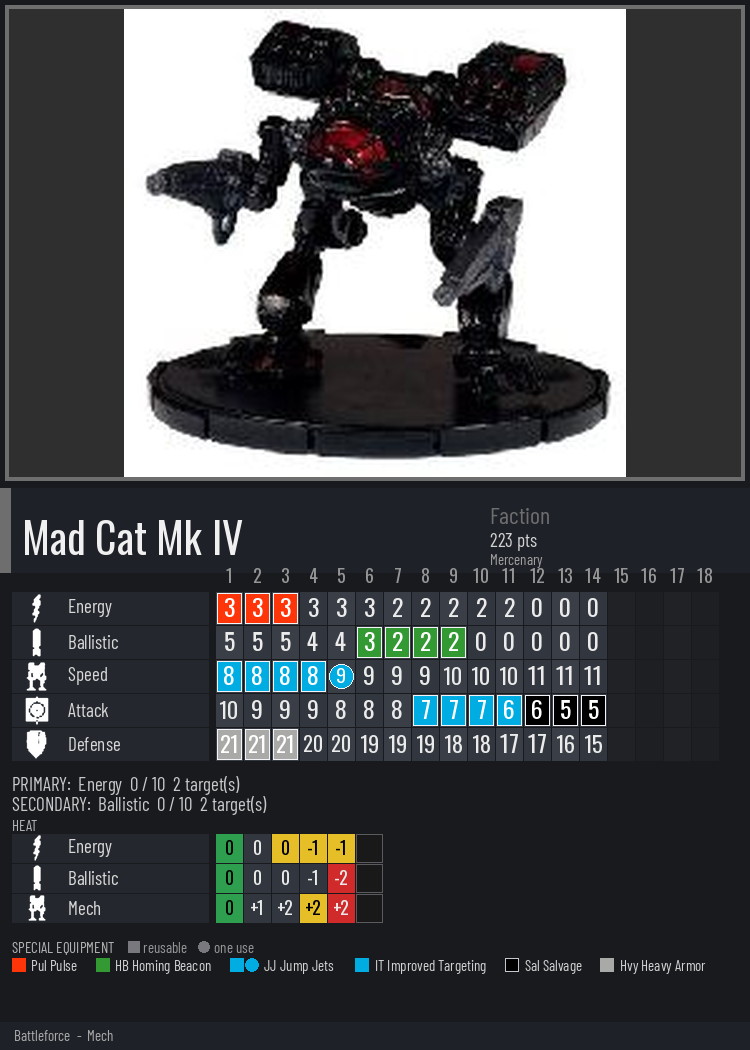 Mad Cat Mk IV
Faction
223 pts
Mercenary
1 2 3 4 5 6 7 8 9 10 11 12 13 14 15 16 17 18
Energy 3 3 3 3 3 3 2 2 2 2 2 0 0 0
Ballistic 5 5 5 4 4 3 2 2 2 0 0 0 0 0
Speed 8 8 8 8 9 9 9 9 10 10 10 11 11 11
Attack 10 9 9 9 8 8 8 7 7 7 6 6 5 5
Defense 21 21 21 20 20 19 19 19 18 18 17 17 16 15
PRIMARY: Energy 0 / 10 2 target(s)
SECONDARY: Ballistic 0 / 10 2 target(s)
HEAT
Energy 0 0 0 -1 -1
Ballistic 0 0 0 -1 -2
Mech 0 +1 +2 +2 +2
SPECIAL EQUIPMENT reusable one use
Pul Pulse HB Homing Beacon JJ Jump Jets IT Improved Targeting Sal Salvage Hvy Heavy Armor
Battleforce - Mech